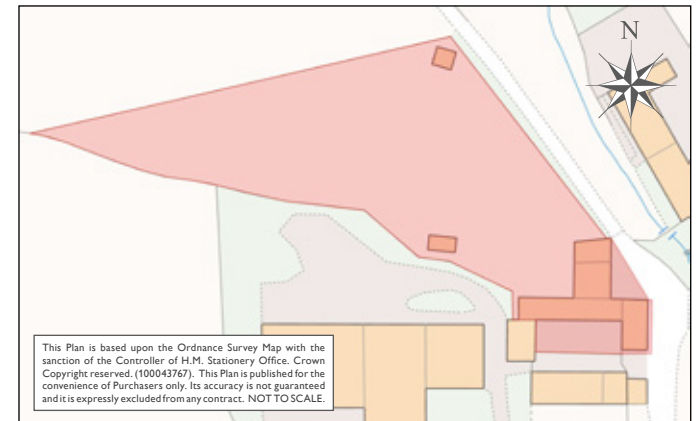 N
This Plan is based upon the Ordnance Survey Map with the
sanction of the Controller of H.M. Stationery Office. Crown
Copyright reserved. (100043767). This Plan is published for the
convenience of Purchasers only. Its accuracy is not guaranteed
and it is expressly excluded from any contract. NOT TO SCALE.